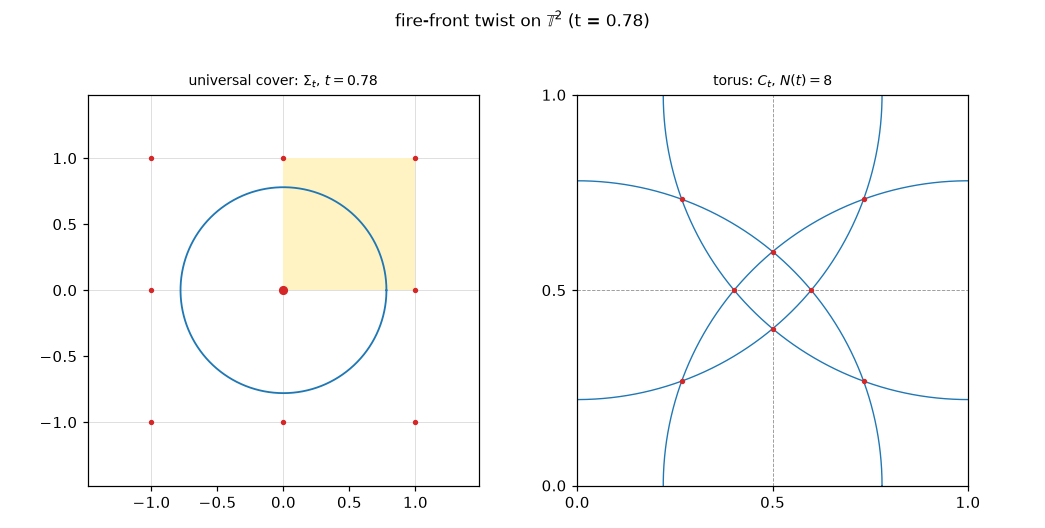 fire-front twist on 𝕋² (t = 0.78)
universal cover: Σₜ, t = 0.78
torus: Cₜ, N(t) = 8
1.0
0.5
0.0
−0.5
−1.0
−1.0 −0.5 0.0 0.5 1.0
1.0
0.5
0.0
0.0 0.5 1.0